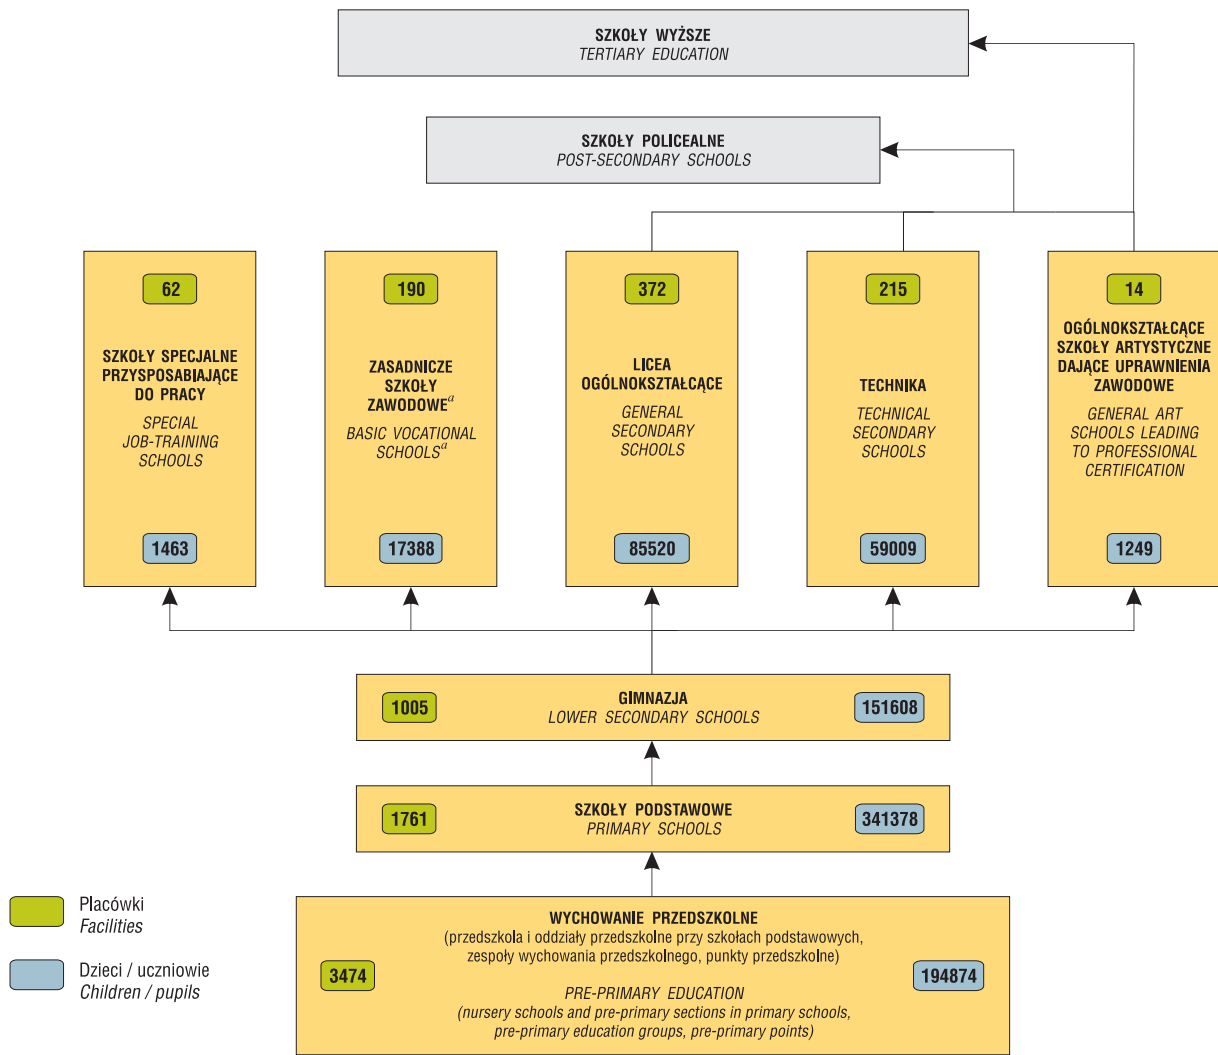 SZKOŁY WYŻSZE
TERTIARY EDUCATION
SZKOŁY POLICEALNE
POST-SECONDARY SCHOOLS
62
SZKOŁY SPECJALNE
PRZYSPOSABIAJĄCE
DO PRACY
SPECIAL
JOB-TRAINING
SCHOOLS
1463
190
ZASADNICZE
SZKOŁY
ZAWODOWE a
BASIC VOCATIONAL
SCHOOLS a
17388
372
LICEA
OGÓLNOKSZTAŁCĄCE
GENERAL
SECONDARY
SCHOOLS
85520
215
TECHNIKA
TECHNICAL
SECONDARY
SCHOOLS
59009
14
OGÓLNOKSZTAŁCĄCE
SZKOŁY ARTYSTYCZNE
DAJĄCE UPRAWNIENIA
ZAWODOWE
GENERAL ART
SCHOOLS LEADING
TO PROFESSIONAL
CERTIFICATION
1249
1005
GIMNAZJA
LOWER SECONDARY SCHOOLS
151608
1761
SZKOŁY PODSTAWOWE
PRIMARY SCHOOLS
341378
WYCHOWANIE PRZEDSZKOLNE
(przedszkola i oddziały przedszkolne przy szkołach podstawowych,
zespoły wychowania przedszkolnego, punkty przedszkolne)
3474
194874
PRE-PRIMARY EDUCATION
(nursery schools and pre-primary sections in primary schools,
pre-primary education groups, pre-primary points)
Placówki
Facilities
Dzieci / uczniowie
Children / pupils